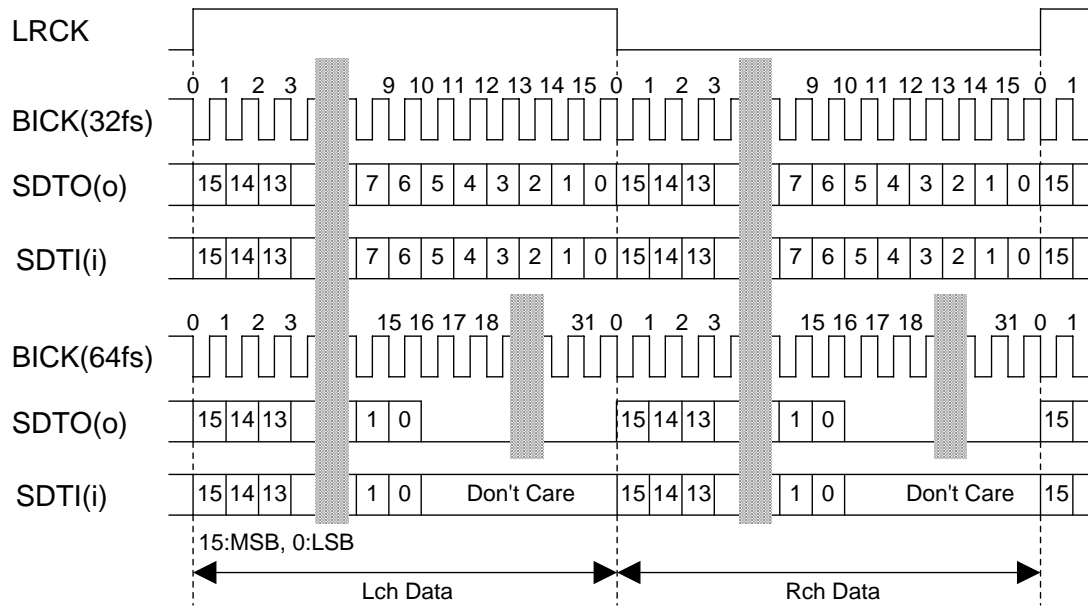 LRCK
0 1 2 3 9 10 11 12 13 14 15 0 1 2 3 9 10 11 12 13 14 15 0 1
BICK(32fs)
SDTO(o) 15 14 13 7 6 5 4 3 2 1 0 15 14 13 7 6 5 4 3 2 1 0 15
SDTI(i) 15 14 13 7 6 5 4 3 2 1 0 15 14 13 7 6 5 4 3 2 1 0 15
0 1 2 3 15 16 17 18 31 0 1 2 3 15 16 17 18 31 0 1
BICK(64fs)
SDTO(o) 15 14 13 1 0 15 14 13 1 0 15
SDTI(i) 15 14 13 1 0 Don't Care 15 14 13 1 0 Don't Care 15
15:MSB, 0:LSB
Lch Data Rch Data